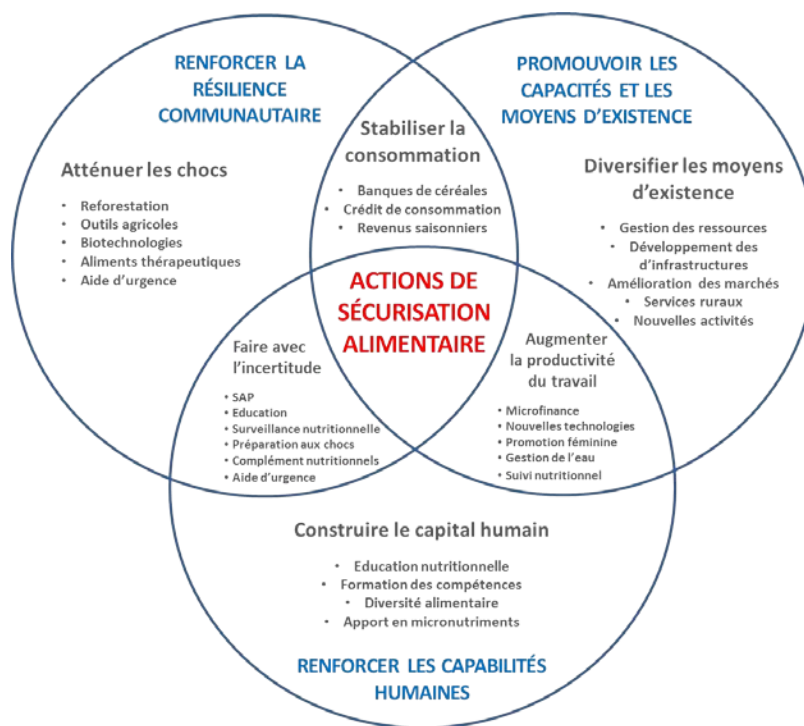 RENFORCER LA
RÉSILIENCE
COMMUNAUTAIRE
PROMOUVOIR LES
CAPACITÉS ET LES
MOYENS D'EXISTENCE
Stabiliser la
consommation
• Banques de céréales
• Crédit de consommation
• Revenus saisonniers
Atténuer les chocs
• Reforestation
• Outils agricoles
• Biotechnologies
• Aliments thérapeutiques
• Aide d'urgence
Diversifier les moyens
d'existence
• Gestion des ressources
• Développement des
d'infrastructures
• Amélioration des marchés
• Services ruraux
• Nouvelles activités
ACTIONS DE
SÉCURISATION
ALIMENTAIRE
Faire avec
l'incertitude
• SAP
• Education
• Surveillance nutritionnelle
• Préparation aux chocs
• Complément nutritionnels
• Aide d'urgence
Augmenter
la productivité
du travail
• Microfinance
• Nouvelles technologies
• Promotion féminine
• Gestion de l'eau
• Suivi nutritionnel
Construire le capital humain
• Education nutritionnelle
• Formation des compétences
• Diversité alimentaire
• Apport en micronutriments
RENFORCER LES CAPABILITÉS
HUMAINES